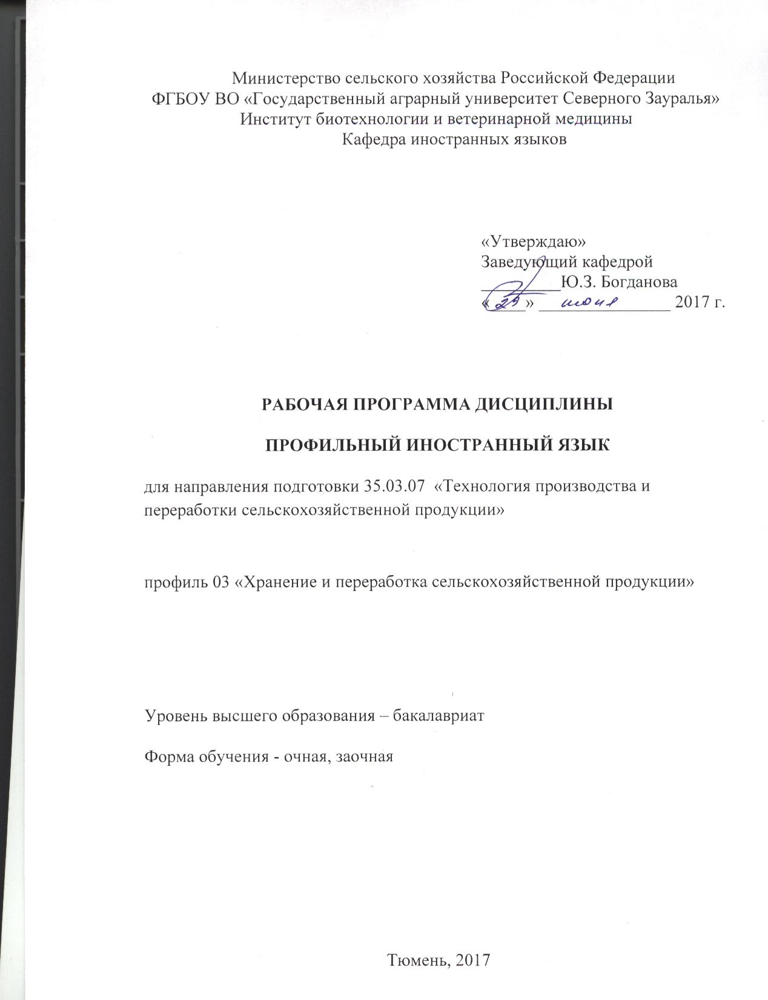 Министерство сельского хозяйства Российской Федерации
ФГБОУ ВО «Государственный аграрный университет Северного Зауралья»
Институт биотехнологии и ветеринарной медицины
Кафедра иностранных языков
«Утверждаю»
Заведующий кафедрой
Ю.З. Богданова
« 29 » июня 2017 г.
РАБОЧАЯ ПРОГРАММА ДИСЦИПЛИНЫ
ПРОФИЛЬНЫЙ ИНОСТРАННЫЙ ЯЗЫК
для направления подготовки 35.03.07 «Технология производства и
переработки сельскохозяйственной продукции»
профиль 03 «Хранение и переработка сельскохозяйственной продукции»
Уровень высшего образования – бакалавриат
Форма обучения - очная, заочная
Тюмень, 2017